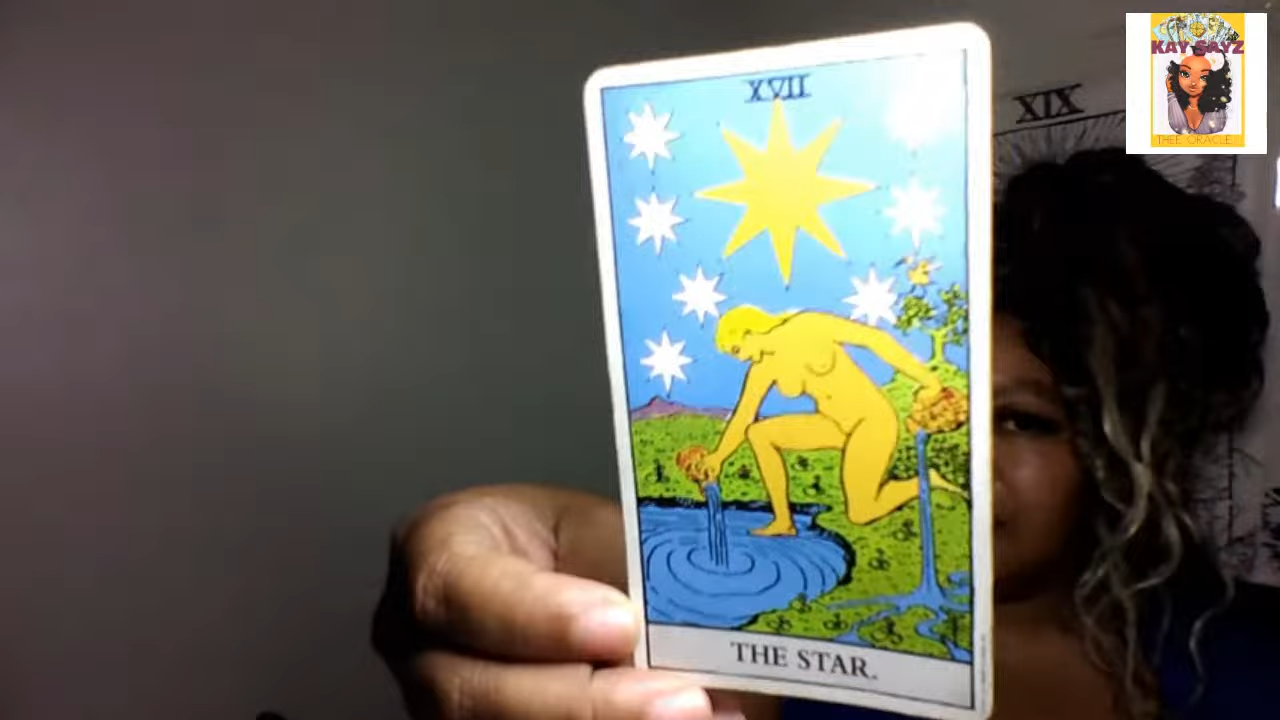 XVII
THE STAR.
XIX
KAY SAYZ
THEE ORACLE